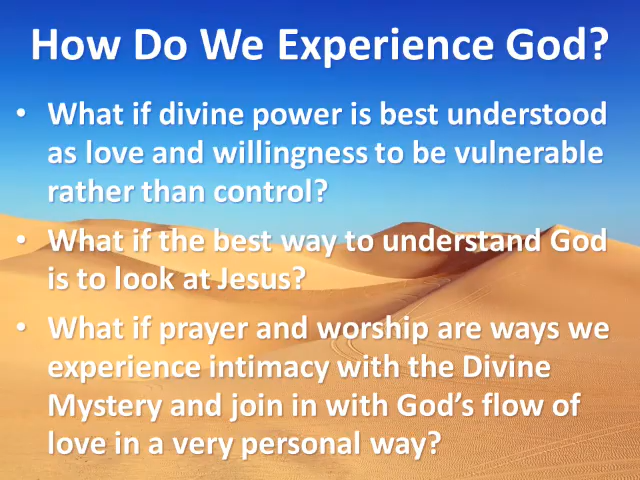 How Do We Experience God?
• What if divine power is best understood
as love and willingness to be vulnerable
rather than control?
• What if the best way to understand God
is to look at Jesus?
• What if prayer and worship are ways we
experience intimacy with the Divine
Mystery and join in with God’s flow of
love in a very personal way?